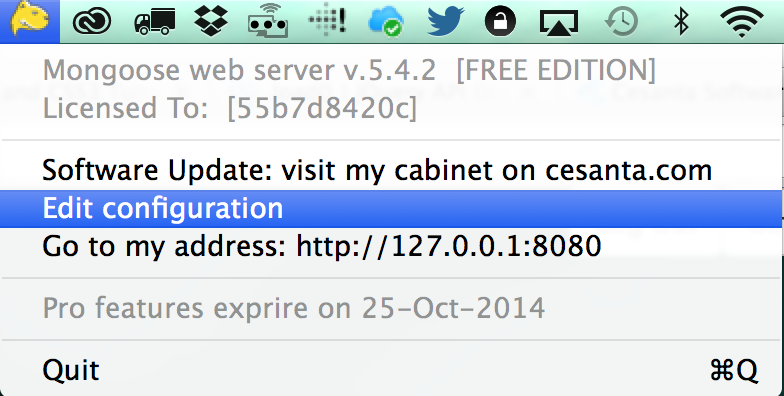 Mongoose web server v.5.4.2 [FREE EDITION]
Licensed To: [55b7d8420c]
Software Update: visit my cabinet on cesanta.com
Edit configuration
Go to my address: http://127.0.0.1:8080
Pro features exprire on 25-Oct-2014
Quit ⌘Q